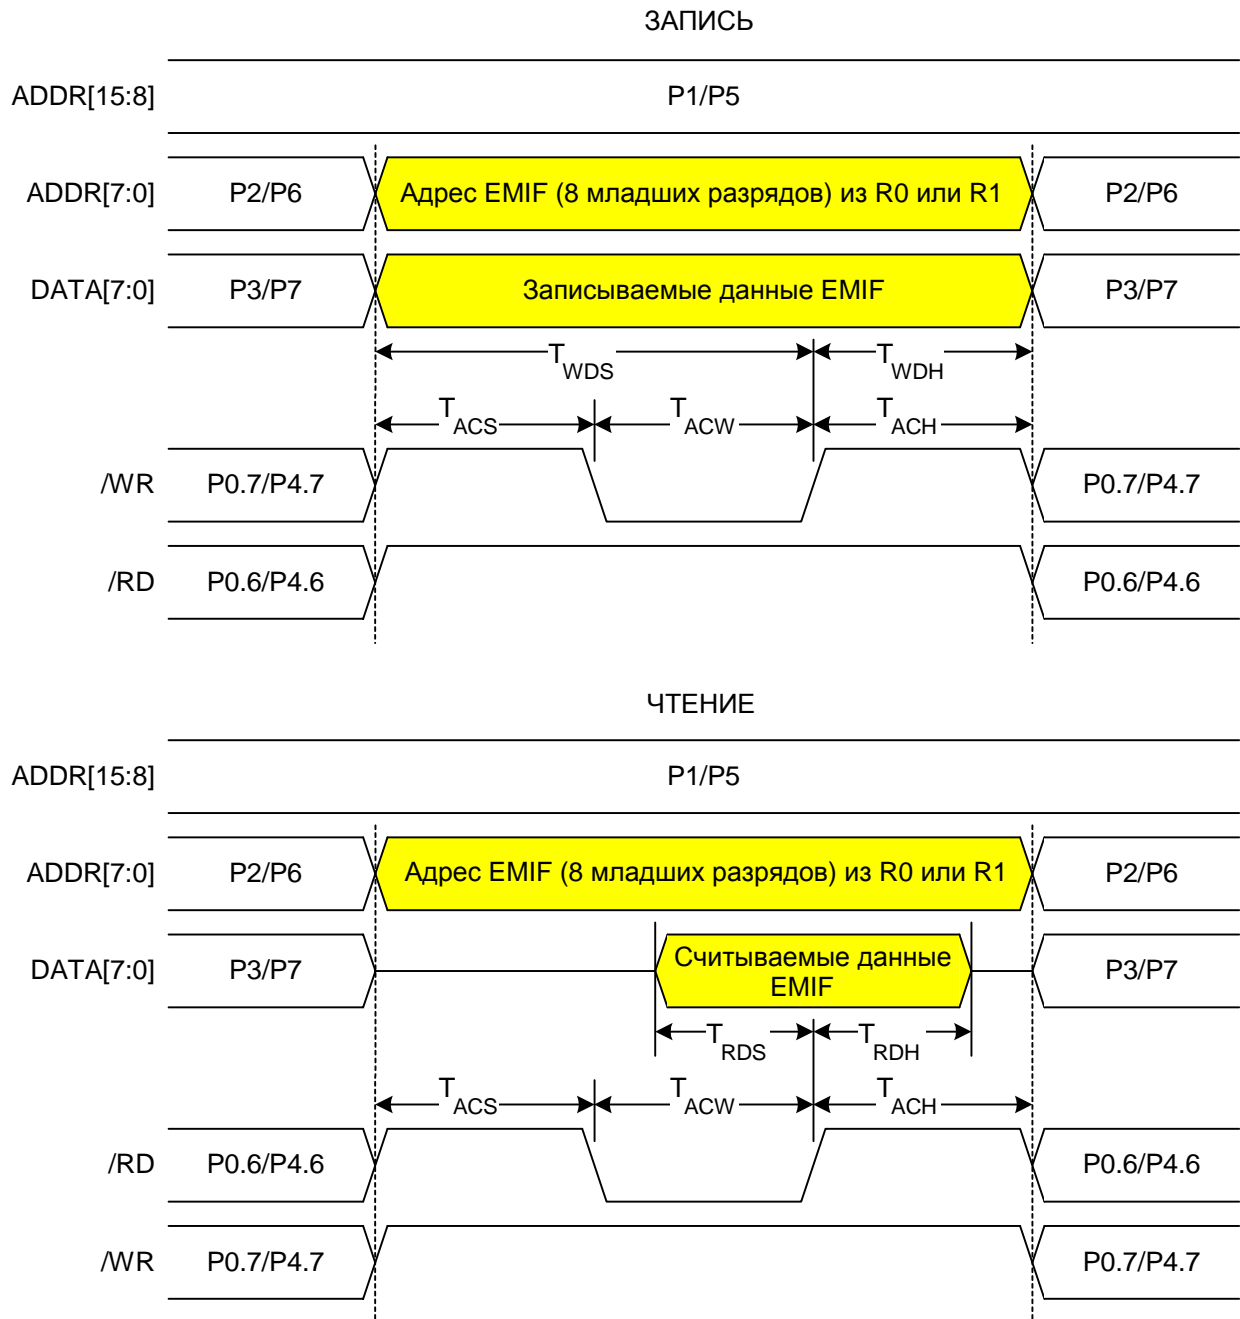 ЗАПИСЬ
ADDR[15:8] P1/P5
ADDR[7:0] P2/P6 Адрес EMIF (8 младших разрядов) из R0 или R1 P2/P6
DATA[7:0] P3/P7 Записываемые данные EMIF P3/P7
TWDS TWDH
TACS TACW TACH
/WR P0.7/P4.7 P0.7/P4.7
/RD P0.6/P4.6 P0.6/P4.6
ЧТЕНИЕ
ADDR[15:8] P1/P5
ADDR[7:0] P2/P6 Адрес EMIF (8 младших разрядов) из R0 или R1 P2/P6
DATA[7:0] P3/P7 Считываемые данные EMIF P3/P7
TRDS TRDH
TACS TACW TACH
/RD P0.6/P4.6 P0.6/P4.6
/WR P0.7/P4.7 P0.7/P4.7